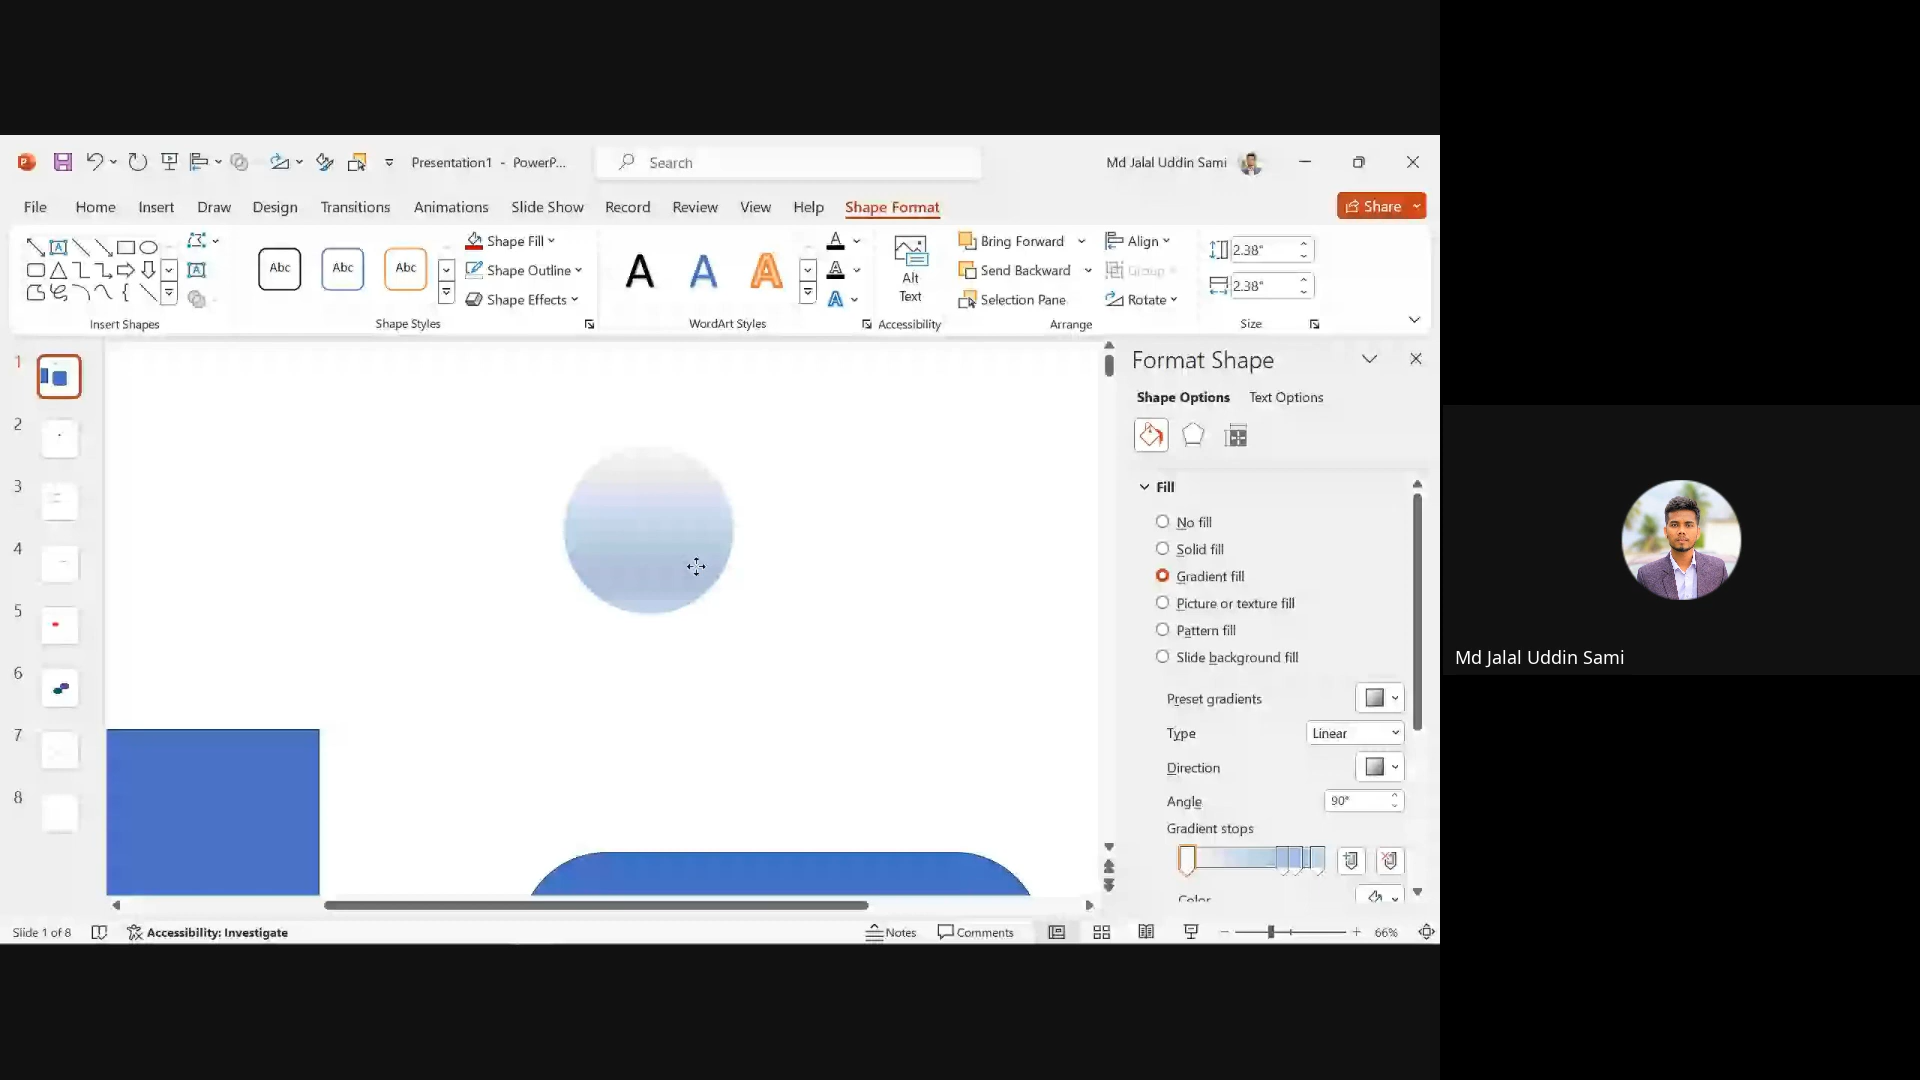 Presentation1 - PowerP...
Search
Md Jalal Uddin Sami
File Home Insert Draw Design Transitions Animations Slide Show Record Review View Help Shape Format
Share
Abc Abc Abc
Shape Fill
Shape Outline
Shape Effects
A A A
A
A
A
Alt
Text
Bring Forward
Send Backward
Selection Pane
Align
Group
Rotate
2.38"
2.38"
Insert Shapes Shape Styles WordArt Styles Accessibility Arrange Size
1
2
3
4
5
6
7
8
Format Shape
Shape Options Text Options
Fill
No fill
Solid fill
Gradient fill
Picture or texture fill
Pattern fill
Slide background fill
Preset gradients
Type Linear
Direction
Angle 90°
Gradient stops
Color
Slide 1 of 8 Accessibility: Investigate Notes Comments 66%
Md Jalal Uddin Sami